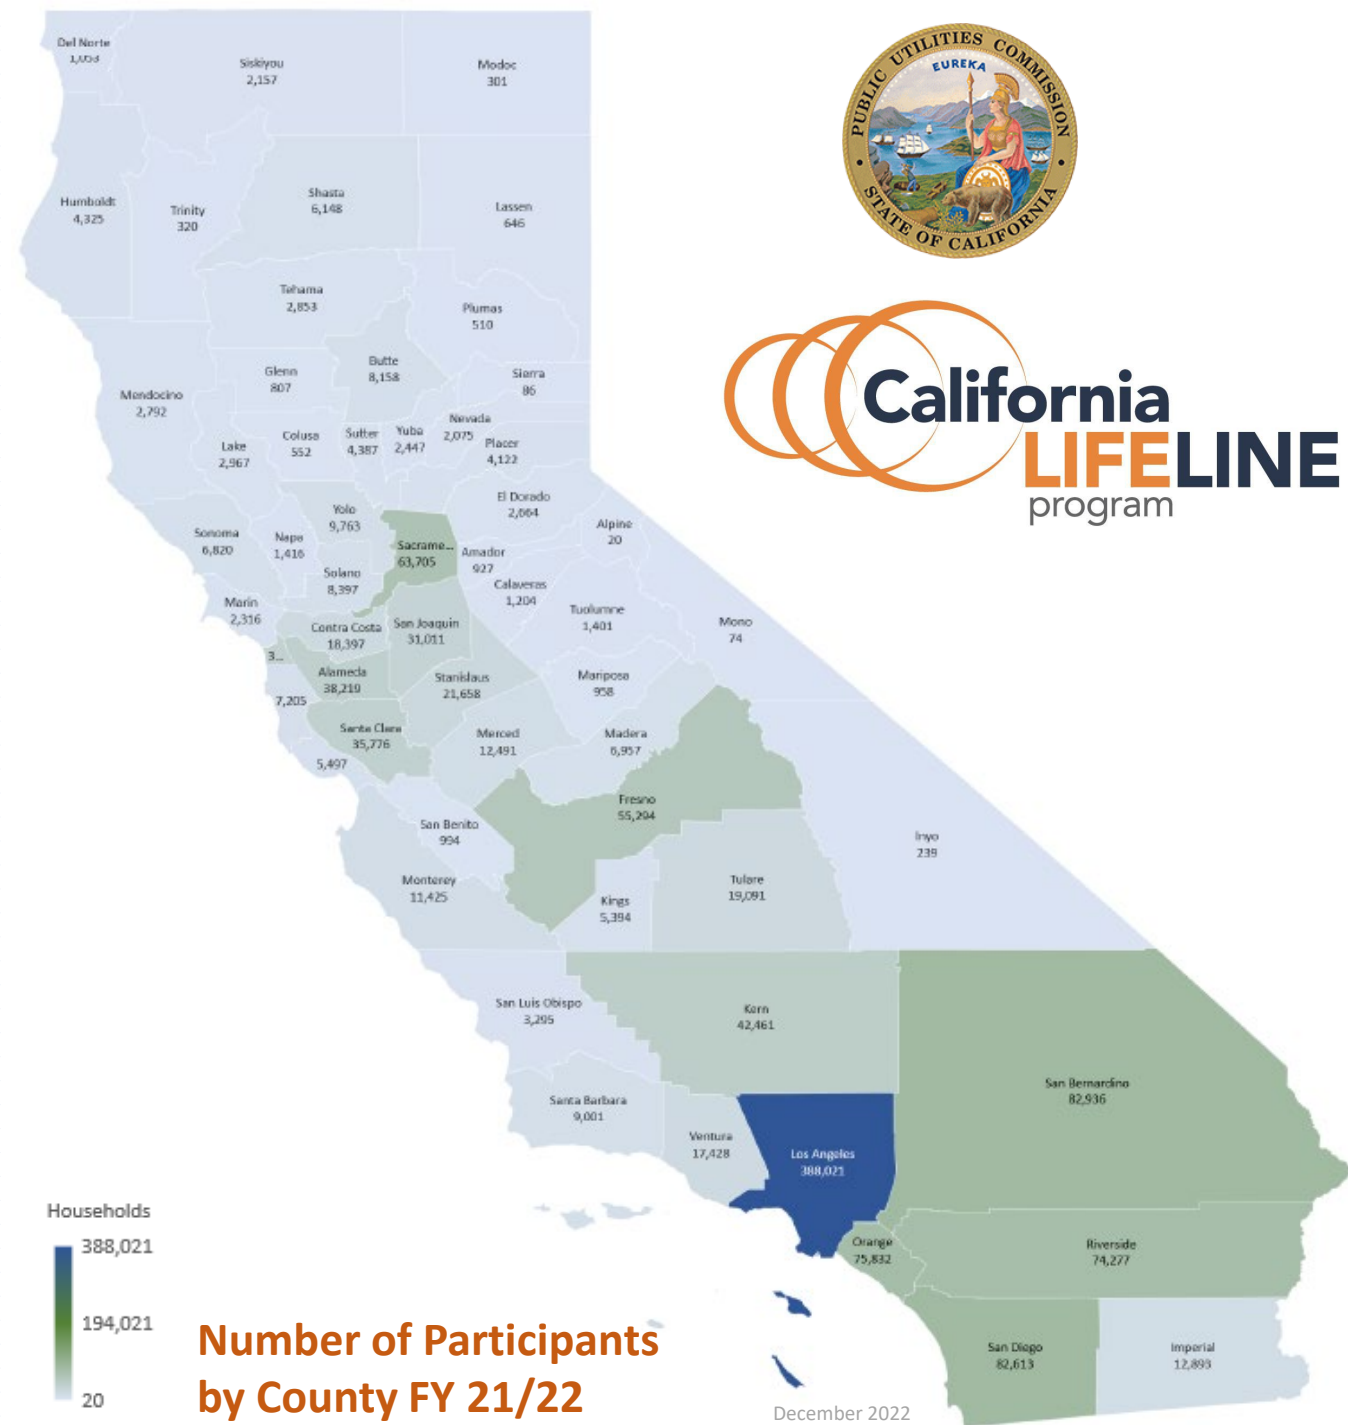 Del Norte
1,053
Siskiyou
2,157
Modoc
301
PUBLIC UTILITIES COMMISSION
EUREKA
STATE OF CALIFORNIA
Humboldt
4,325
Trinity
320
Shasta
6,148
Lassen
646
Tehama
2,853
Plumas
510
California
LIFELINE
program
Butte
8,158
Glenn
807
Sierra
86
Mendocino
2,792
Nevada
2,075
Lake
2,967
Colusa
552
Sutter
4,387
Yuba
2,447
Placer
4,122
El Dorado
2,664
Yolo
9,763
Sonoma
6,820
Napa
1,416
Sacrame...
63,705
Alpine
20
Amador
927
Solano
8,397
Calaveras
1,204
Marin
2,316
Contra Costa
18,397
San Joaquin
31,011
Tuolumne
1,401
Mono
74
3...
Alameda
38,219
Stanislaus
21,658
Mariposa
958
7,205
Santa Clara
35,776
Merced
12,491
Madera
6,957
5,497
Fresno
55,294
San Benito
994
Inyo
239
Monterey
11,425
Kings
5,394
Tulare
19,091
San Luis Obispo
3,295
Kern
42,461
San Bernardino
82,936
Santa Barbara
9,001
Ventura
17,428
Los Angeles
388,021
Orange
75,832
Riverside
74,277
San Diego
82,613
Imperial
12,893
Households
388,021
194,021
20
Number of Participants
by County FY 21/22
December 2022